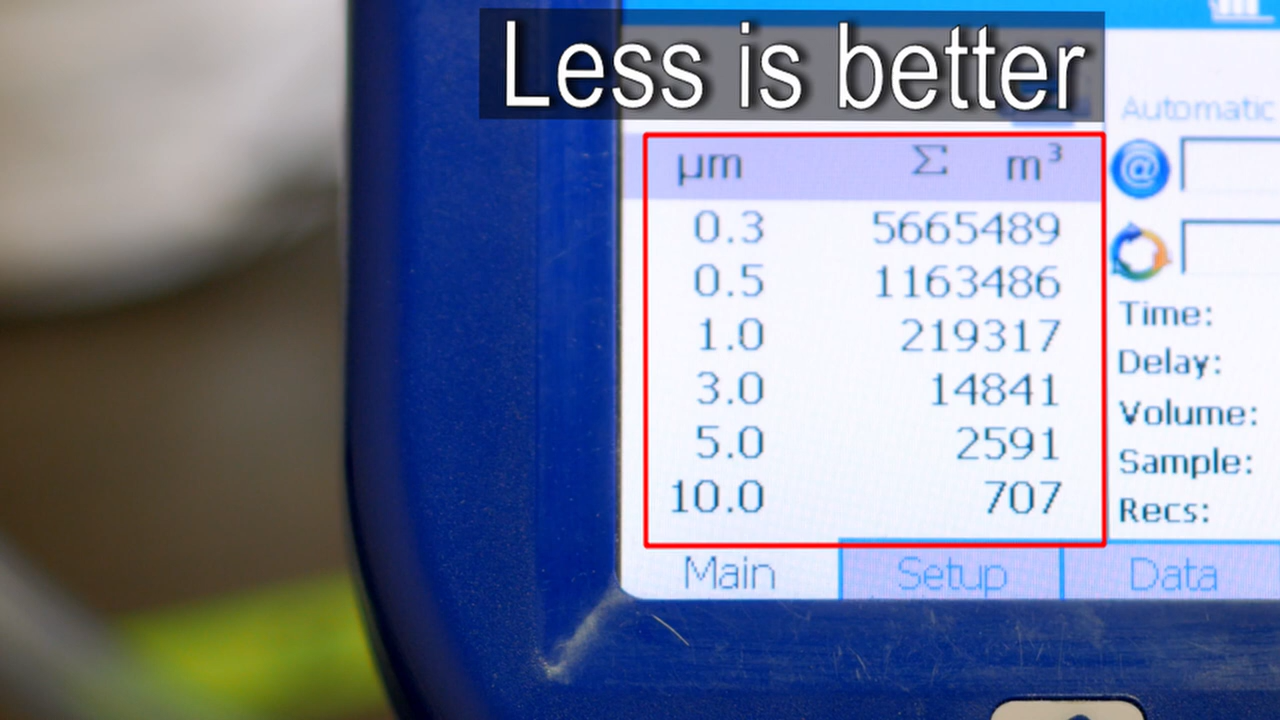 Less is better
Automatic
µm Σ m³
0.3 5665489
0.5 1163486
1.0 219317
3.0 14841
5.0 2591
10.0 707
Time:
Delay:
Volume:
Sample:
Recs:
Main Setup Data